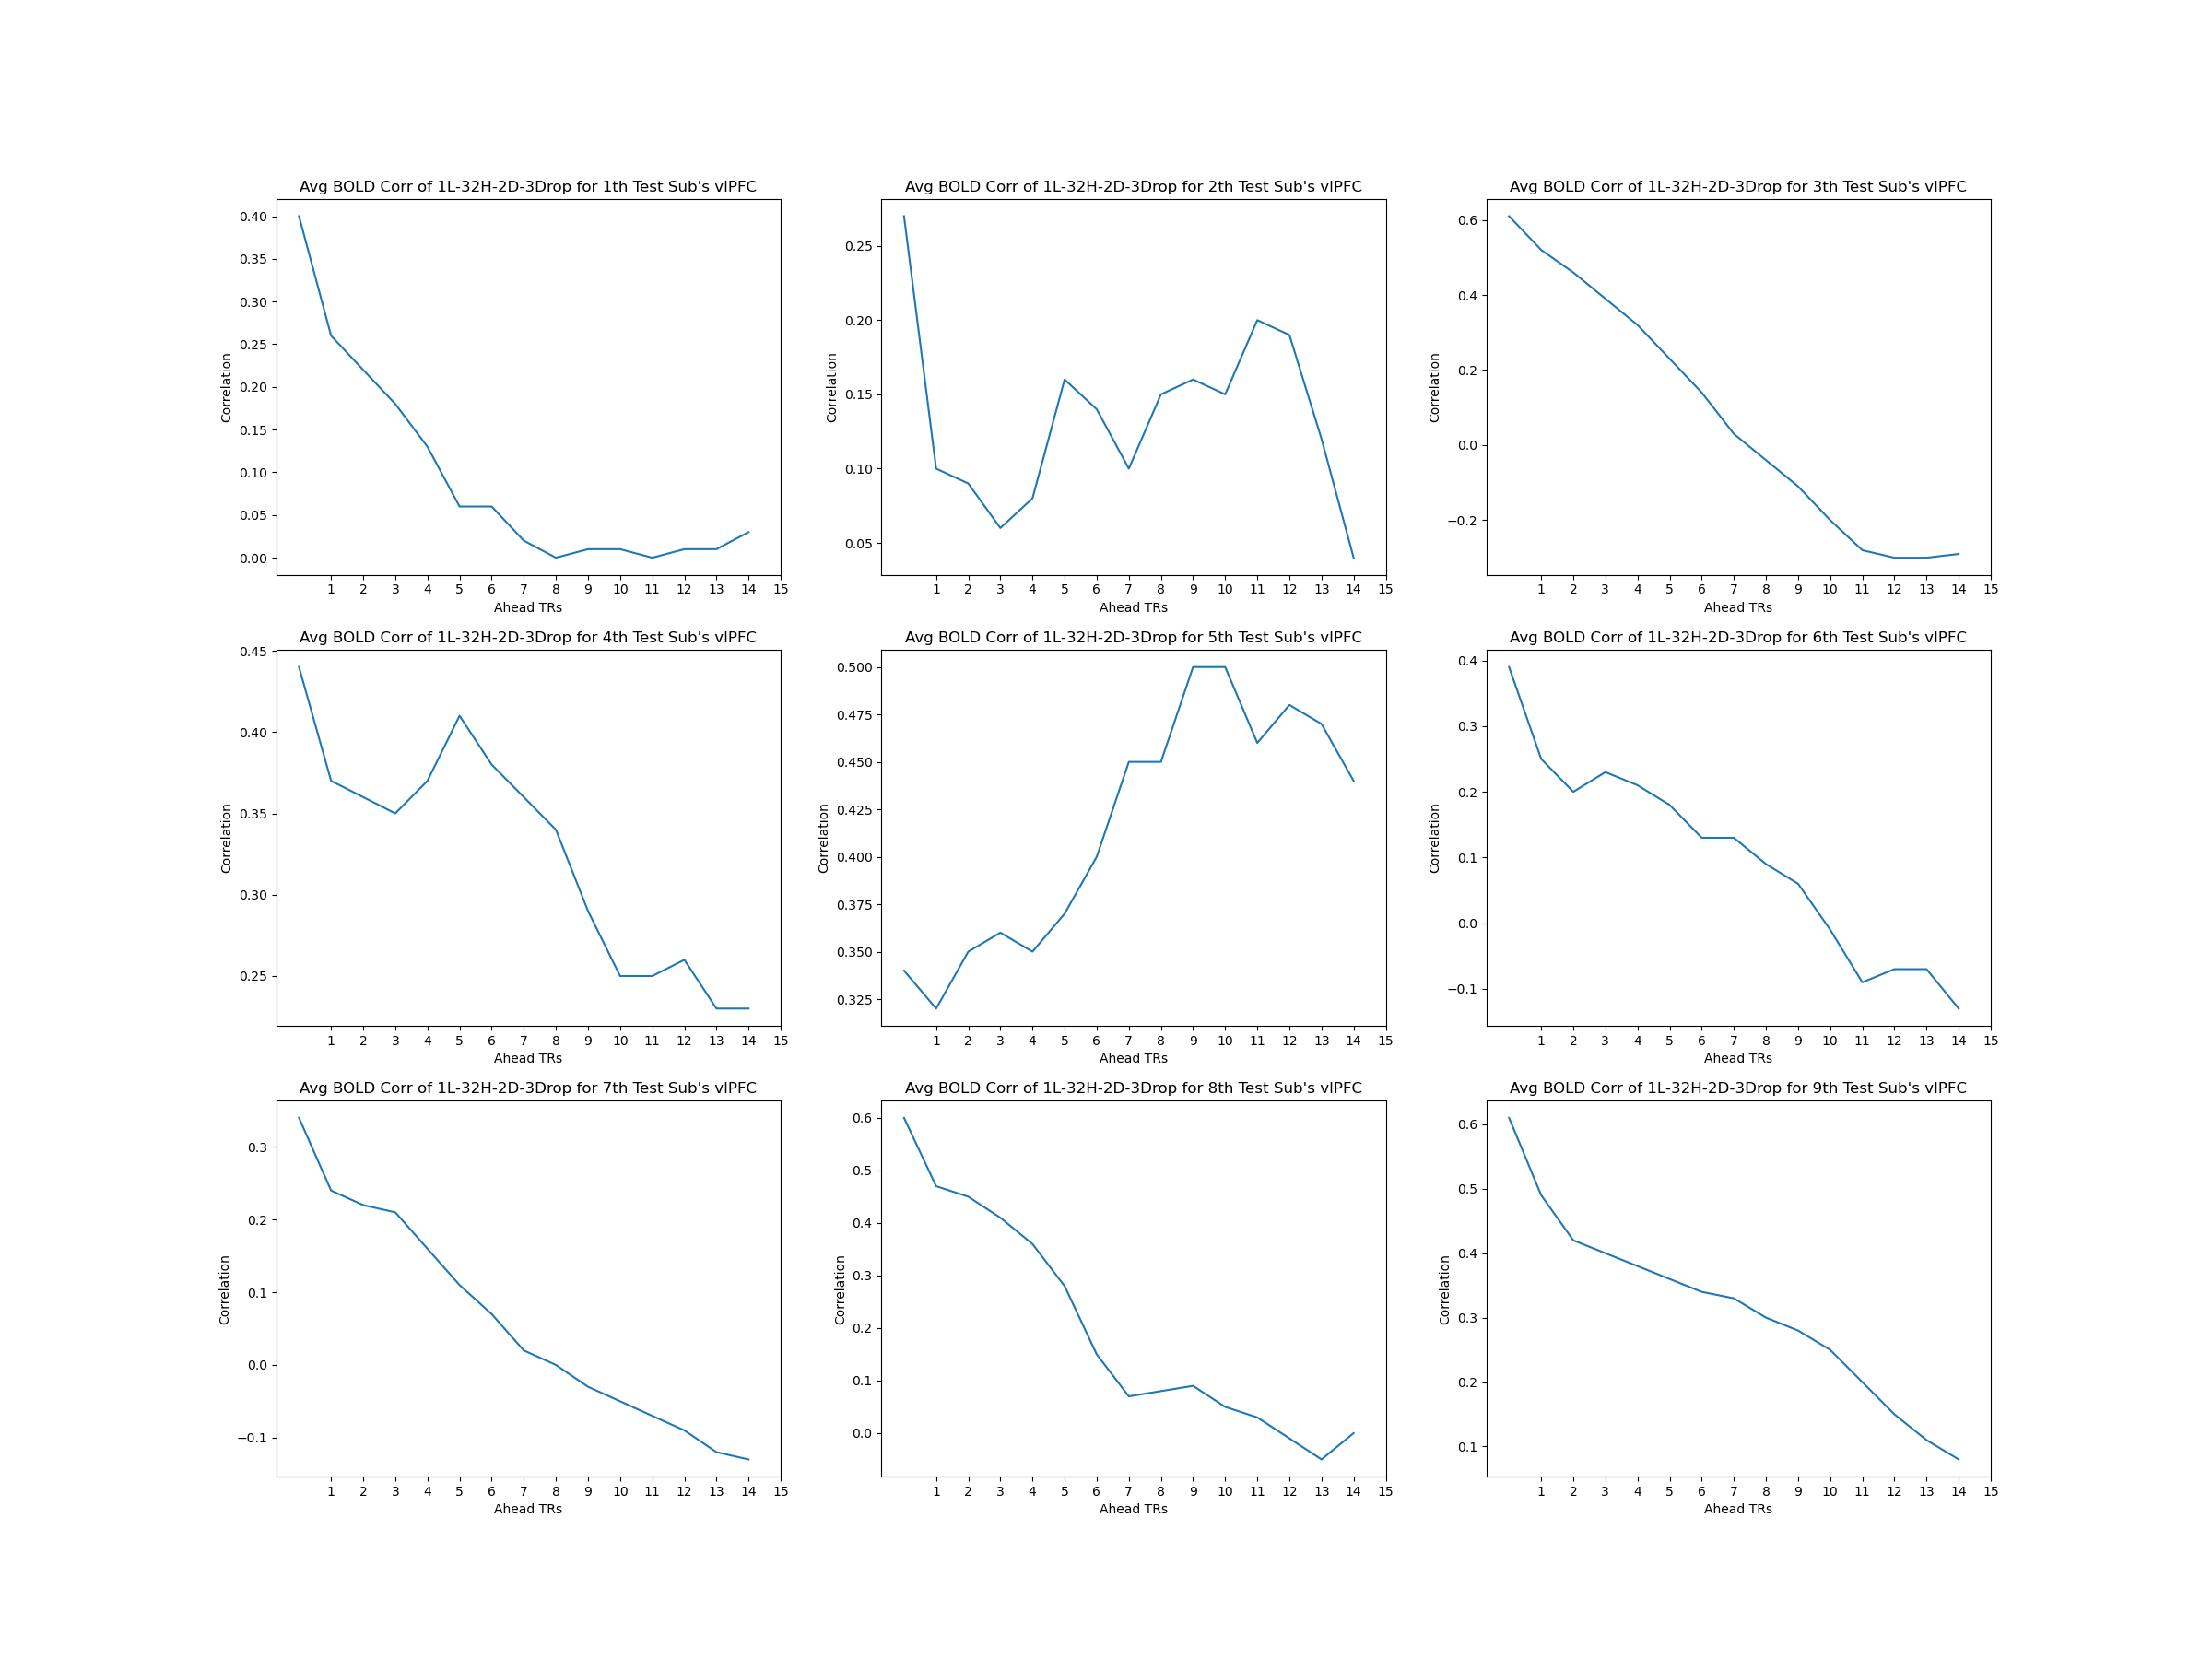 Avg BOLD Corr of 1L-32H-2D-3Drop for 1th Test Sub's vlPFC
0.40
0.35
0.30
0.25
0.20
0.15
0.10
0.05
0.00
Correlation
1 2 3 4 5 6 7 8 9 10 11 12 13 14 15
Ahead TRs
Avg BOLD Corr of 1L-32H-2D-3Drop for 2th Test Sub's vlPFC
0.25
0.20
0.15
0.10
0.05
Correlation
1 2 3 4 5 6 7 8 9 10 11 12 13 14 15
Ahead TRs
Avg BOLD Corr of 1L-32H-2D-3Drop for 3th Test Sub's vlPFC
0.6
0.4
0.2
0.0
−0.2
Correlation
1 2 3 4 5 6 7 8 9 10 11 12 13 14 15
Ahead TRs
Avg BOLD Corr of 1L-32H-2D-3Drop for 4th Test Sub's vlPFC
0.45
0.40
0.35
0.30
0.25
Correlation
1 2 3 4 5 6 7 8 9 10 11 12 13 14 15
Ahead TRs
Avg BOLD Corr of 1L-32H-2D-3Drop for 5th Test Sub's vlPFC
0.500
0.475
0.450
0.425
0.400
0.375
0.350
0.325
Correlation
1 2 3 4 5 6 7 8 9 10 11 12 13 14 15
Ahead TRs
Avg BOLD Corr of 1L-32H-2D-3Drop for 6th Test Sub's vlPFC
0.4
0.3
0.2
0.1
0.0
−0.1
Correlation
1 2 3 4 5 6 7 8 9 10 11 12 13 14 15
Ahead TRs
Avg BOLD Corr of 1L-32H-2D-3Drop for 7th Test Sub's vlPFC
0.3
0.2
0.1
0.0
−0.1
Correlation
1 2 3 4 5 6 7 8 9 10 11 12 13 14 15
Ahead TRs
Avg BOLD Corr of 1L-32H-2D-3Drop for 8th Test Sub's vlPFC
0.6
0.5
0.4
0.3
0.2
0.1
0.0
Correlation
1 2 3 4 5 6 7 8 9 10 11 12 13 14 15
Ahead TRs
Avg BOLD Corr of 1L-32H-2D-3Drop for 9th Test Sub's vlPFC
0.6
0.5
0.4
0.3
0.2
0.1
Correlation
1 2 3 4 5 6 7 8 9 10 11 12 13 14 15
Ahead TRs